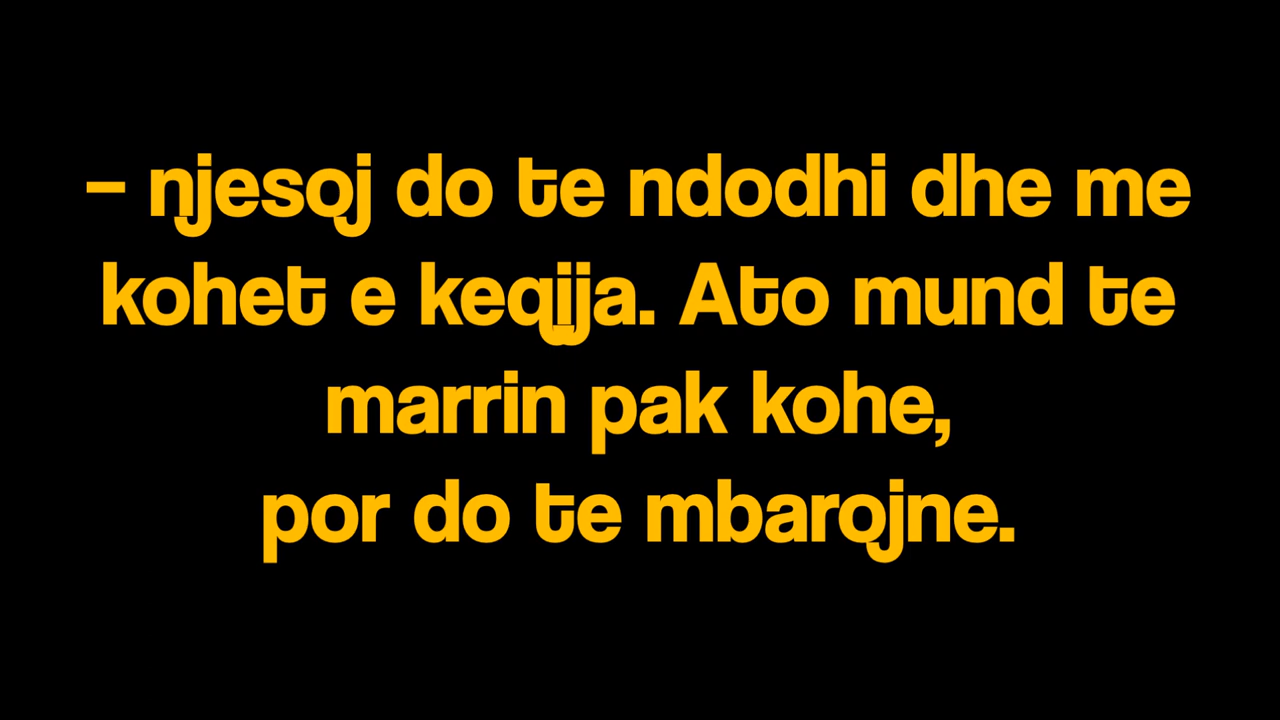 – njesoj do te ndodhi dhe me
kohet e keqija. Ato mund te
marrin pak kohe,
por do te mbarojne.